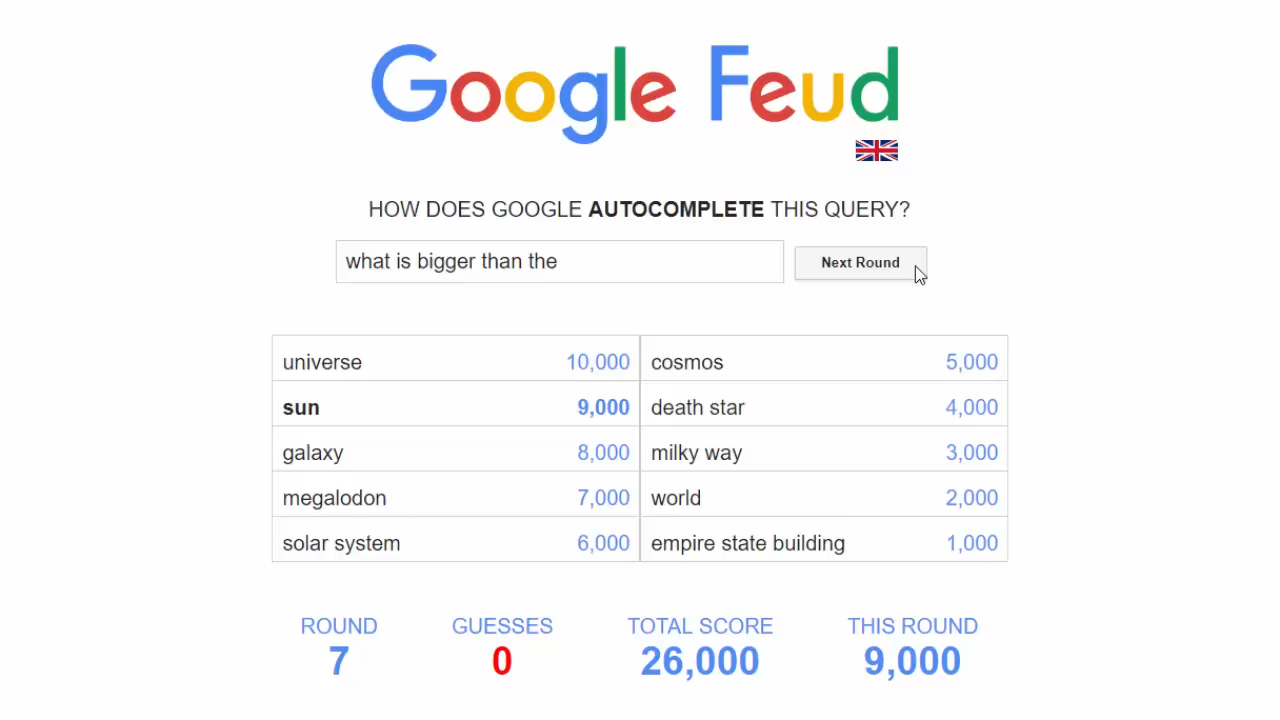 Google Feud
HOW DOES GOOGLE AUTOCOMPLETE THIS QUERY?
what is bigger than the
Next Round
universe 10,000 cosmos 5,000
sun 9,000 death star 4,000
galaxy 8,000 milky way 3,000
megalodon 7,000 world 2,000
solar system 6,000 empire state building 1,000
ROUND GUESSES TOTAL SCORE THIS ROUND
7 0 26,000 9,000